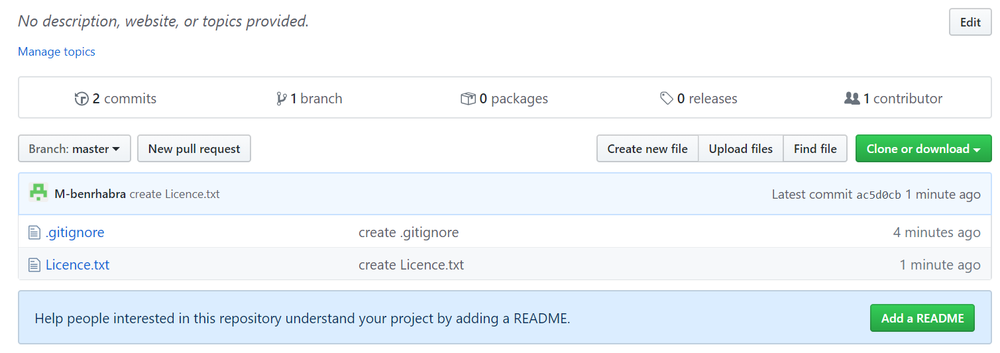 No description, website, or topics provided.
Edit
Manage topics
2 commits
1 branch
0 packages
0 releases
1 contributor
Branch: master
New pull request
Create new file
Upload files
Find file
Clone or download
M-benrhabra create Licence.txt
Latest commit ac5d0cb 1 minute ago
.gitignore
create .gitignore
4 minutes ago
Licence.txt
create Licence.txt
1 minute ago
Help people interested in this repository understand your project by adding a README.
Add a README